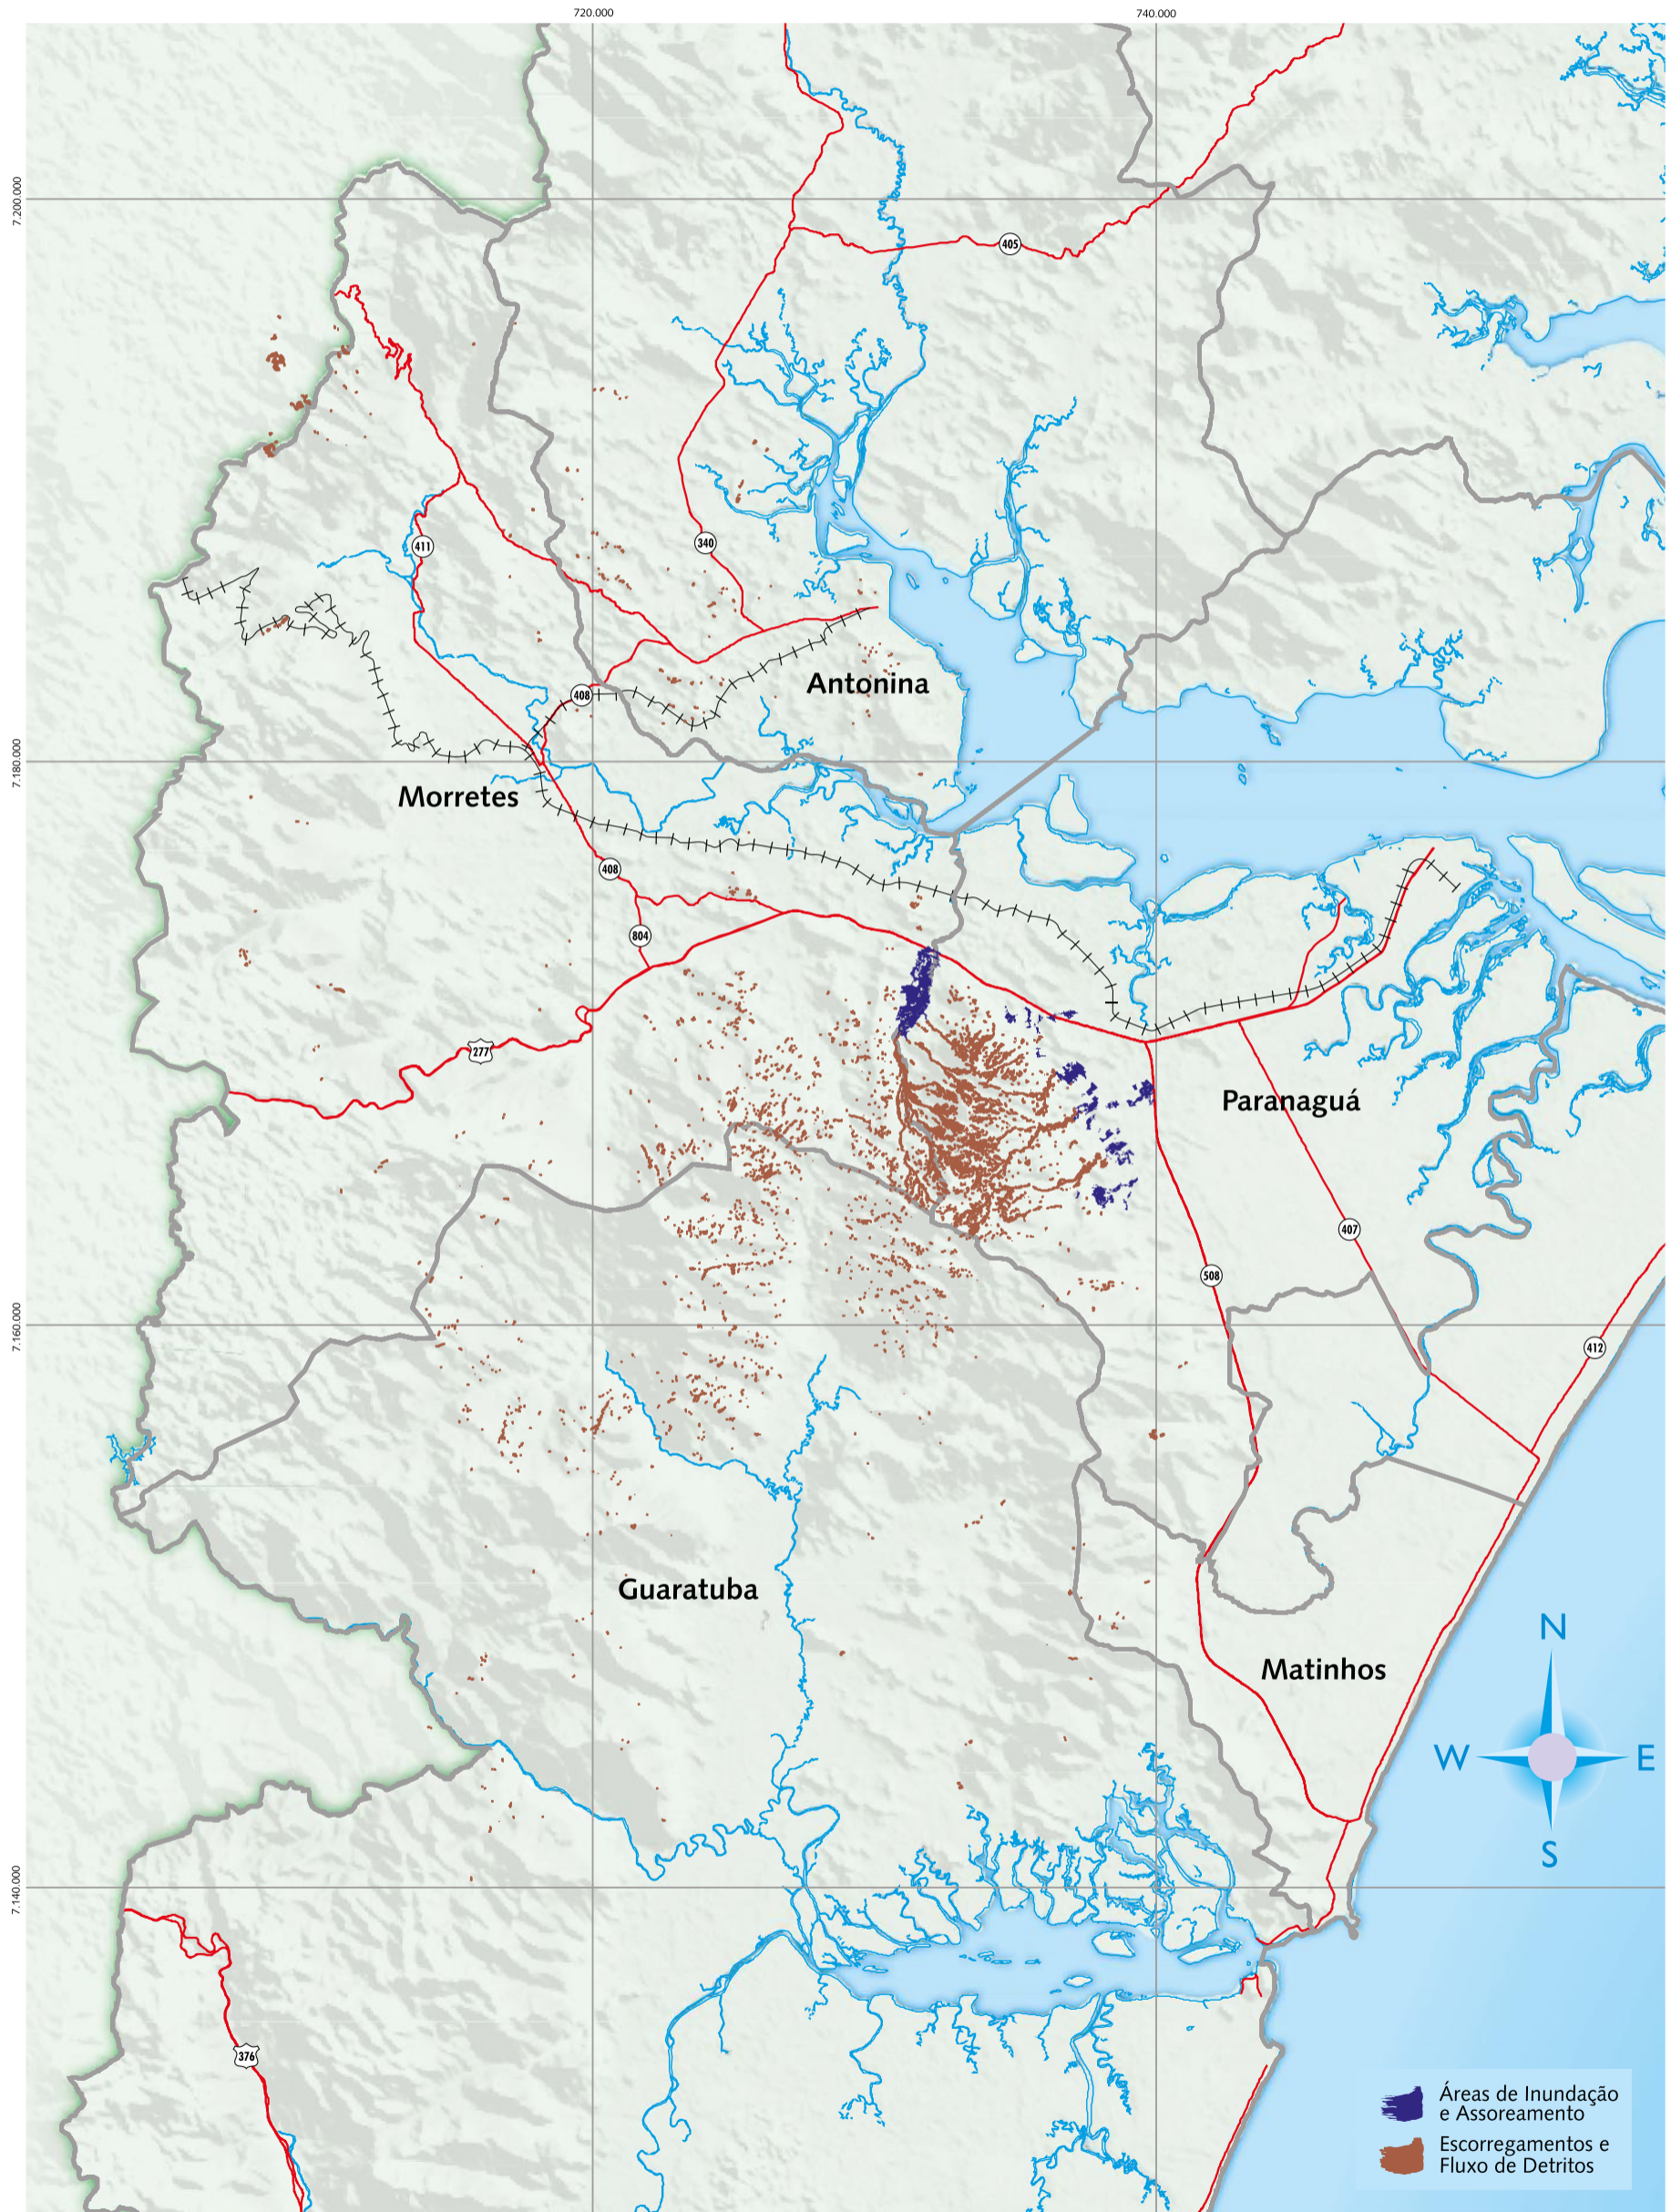 720.000
740.000
7.200.000
405
411
340
Antonina
408
7.180.000
Morretes
408
804
277
Paranaguá
407
508
7.160.000
412
Guaratuba
N
Matinhos
W
E
S
7.140.000
376
Áreas de Inundação
e Assoreamento
Escorregamentos e
Fluxo de Detritos